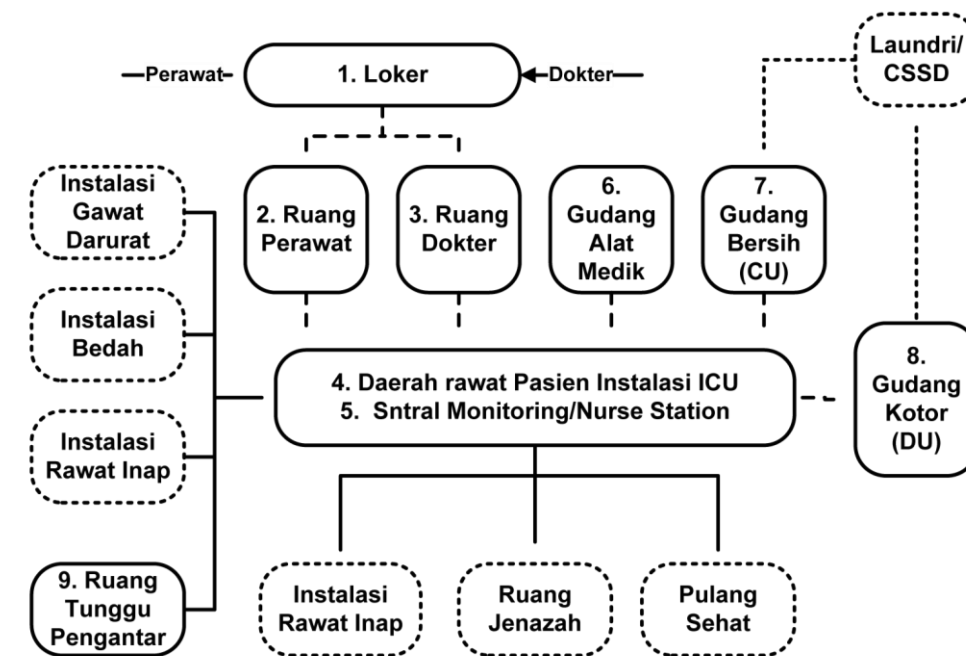 Perawat
1. Loker
Dokter
Laundri/
CSSD
Instalasi
Gawat
Darurat
2. Ruang
Perawat
3. Ruang
Dokter
6.
Gudang
Alat
Medik
7.
Gudang
Bersih
(CU)
Instalasi
Bedah
4. Daerah rawat Pasien Instalasi ICU
5. Sntral Monitoring/Nurse Station
8.
Gudang
Kotor
(DU)
Instalasi
Rawat Inap
9. Ruang
Tunggu
Pengantar
Instalasi
Rawat Inap
Ruang
Jenazah
Pulang
Sehat